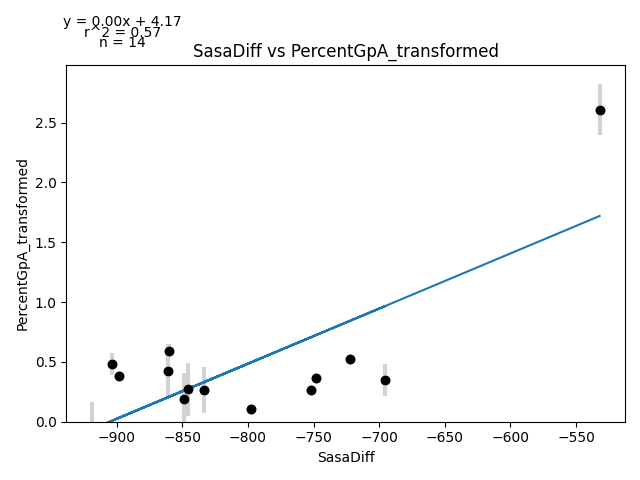 y = 0.00x + 4.17
r^2 = 0.57
n = 14
SasaDiff vs PercentGpA_transformed
PercentGpA_transformed
2.5
2.0
1.5
1.0
0.5
0.0
−900
−850
−800
−750
−700
−650
−600
−550
SasaDiff